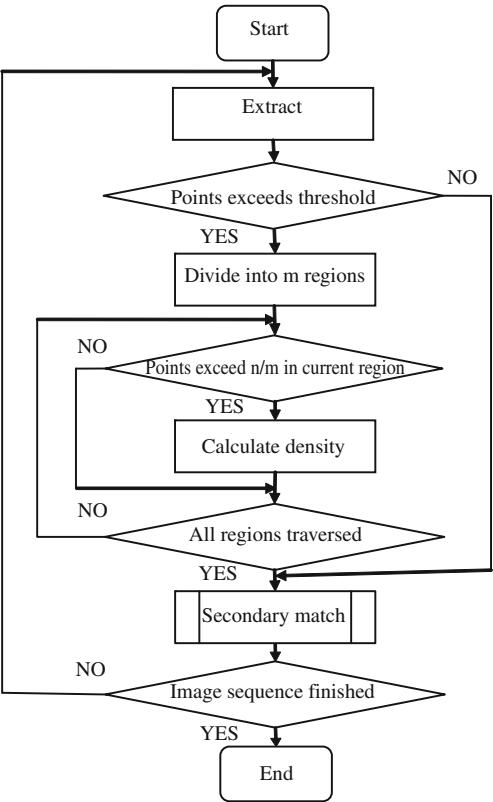 Start
Extract
NO
Points exceeds threshold
YES
Divide into m regions
NO
Points exceed n/m in current region
YES
Calculate density
NO
All regions traversed
YES
Secondary match
NO
Image sequence finished
YES
End